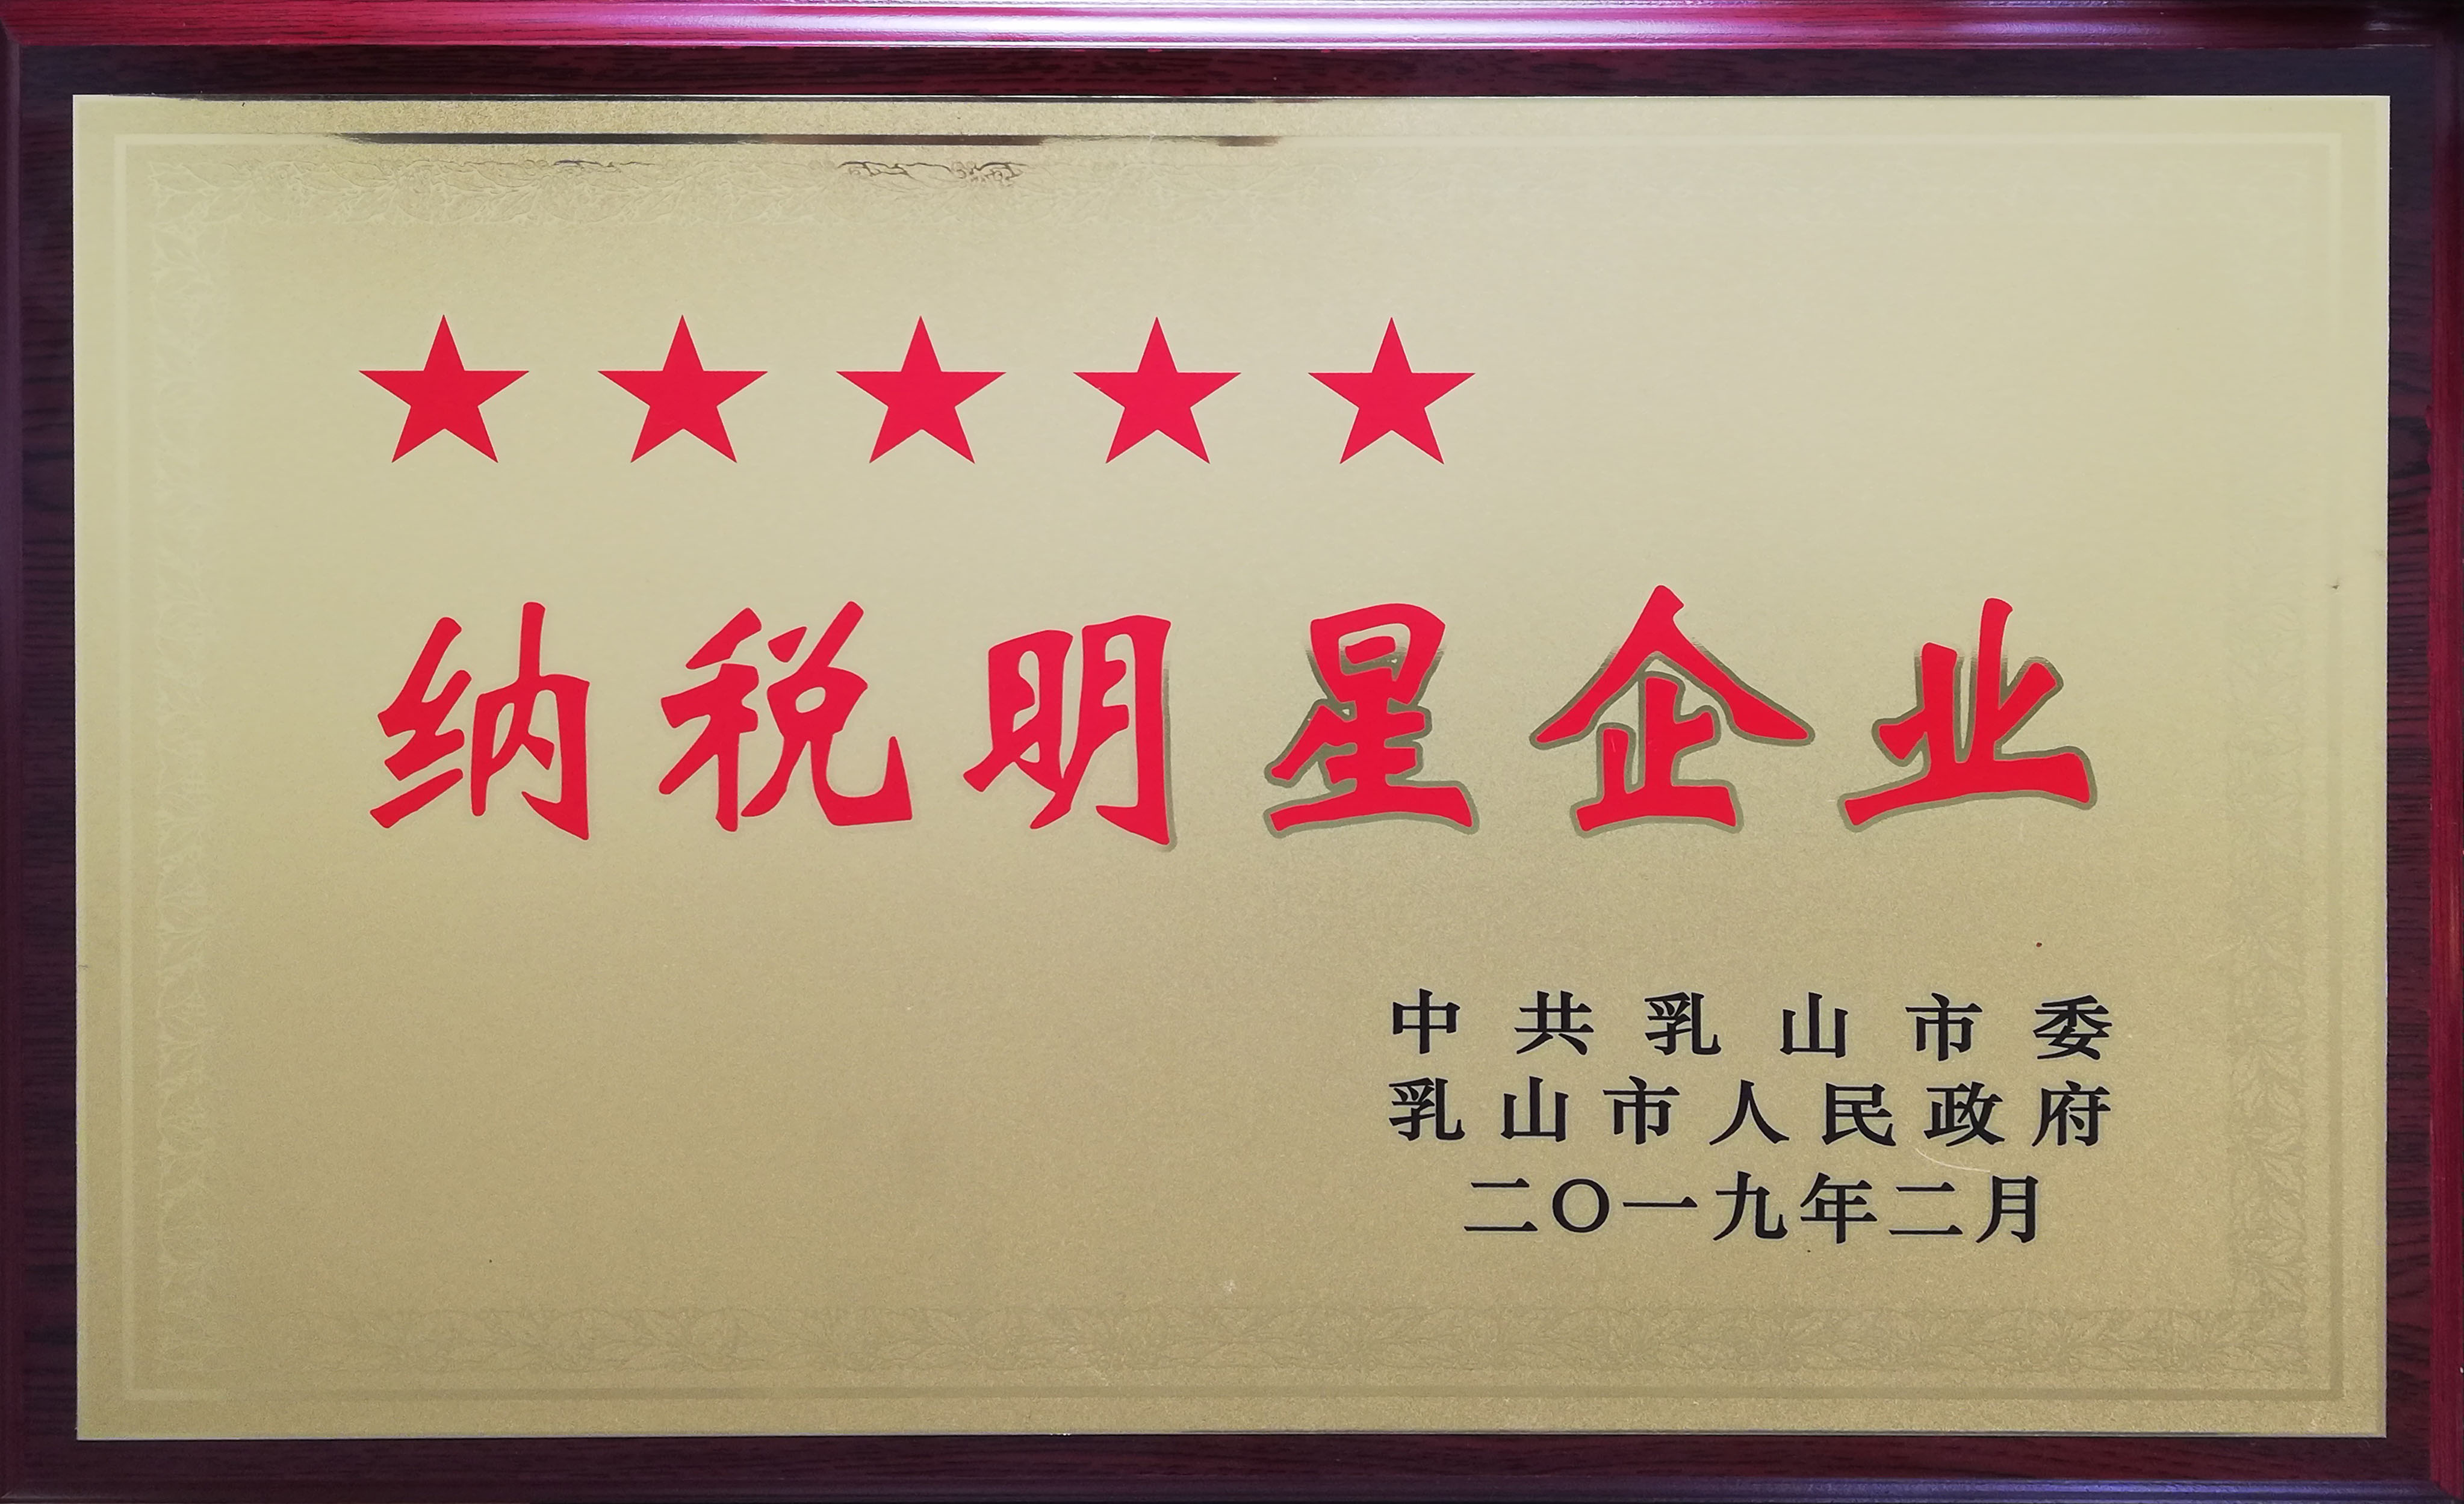 ★★★★★
纳税明星企业
中共乳山市委
乳山市人民政府
二〇一九年二月